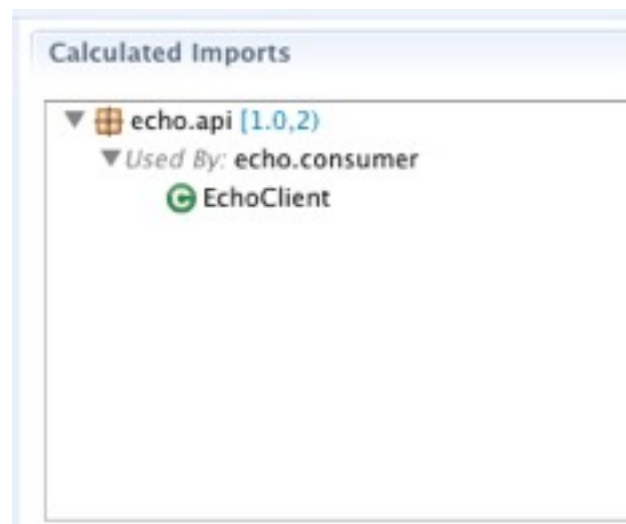 Calculated Imports
echo.api [1.0,2)
Used By: echo.consumer
C EchoClient